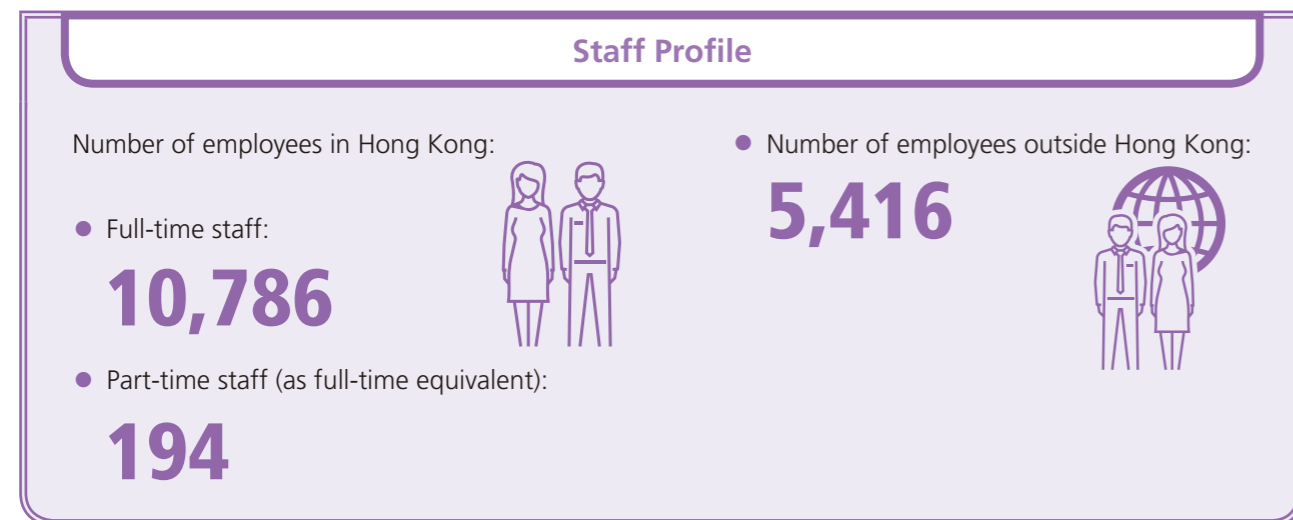 Staff Profile
Number of employees in Hong Kong:
● Full-time staff:
10,786
● Part-time staff (as full-time equivalent):
194
● Number of employees outside Hong Kong:
5,416